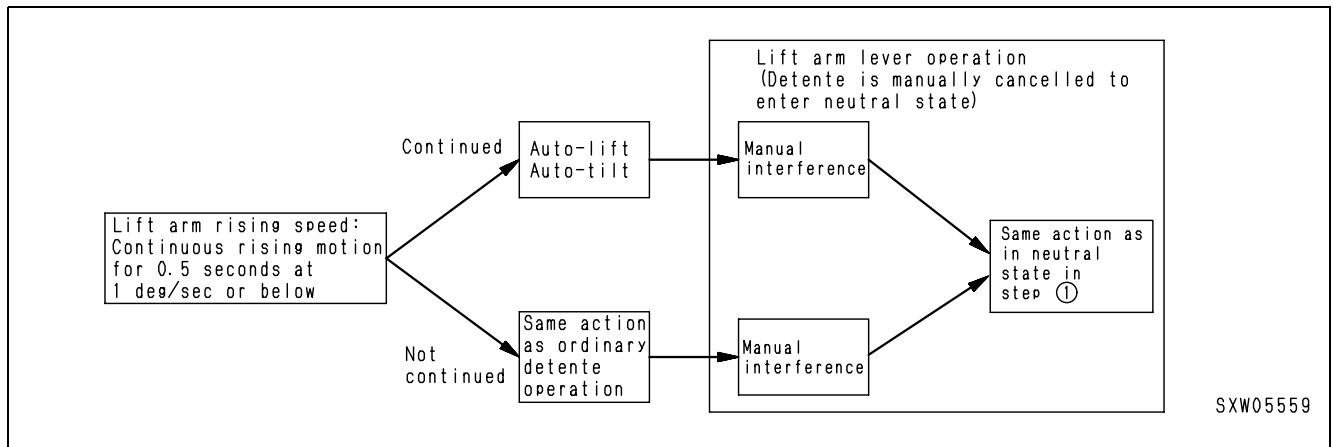 Lift arm lever operation
(Detente is manually cancelled to
enter neutral state)
Continued
Auto-lift
Auto-tilt
Manual
interference
Lift arm rising speed:
Continuous rising motion
for 0.5 seconds at
1 deg/sec or below
Same action as
in neutral
state in
step ①
Not
continued
Same action
as ordinary
detente
operation
Manual
interference
SXW05559